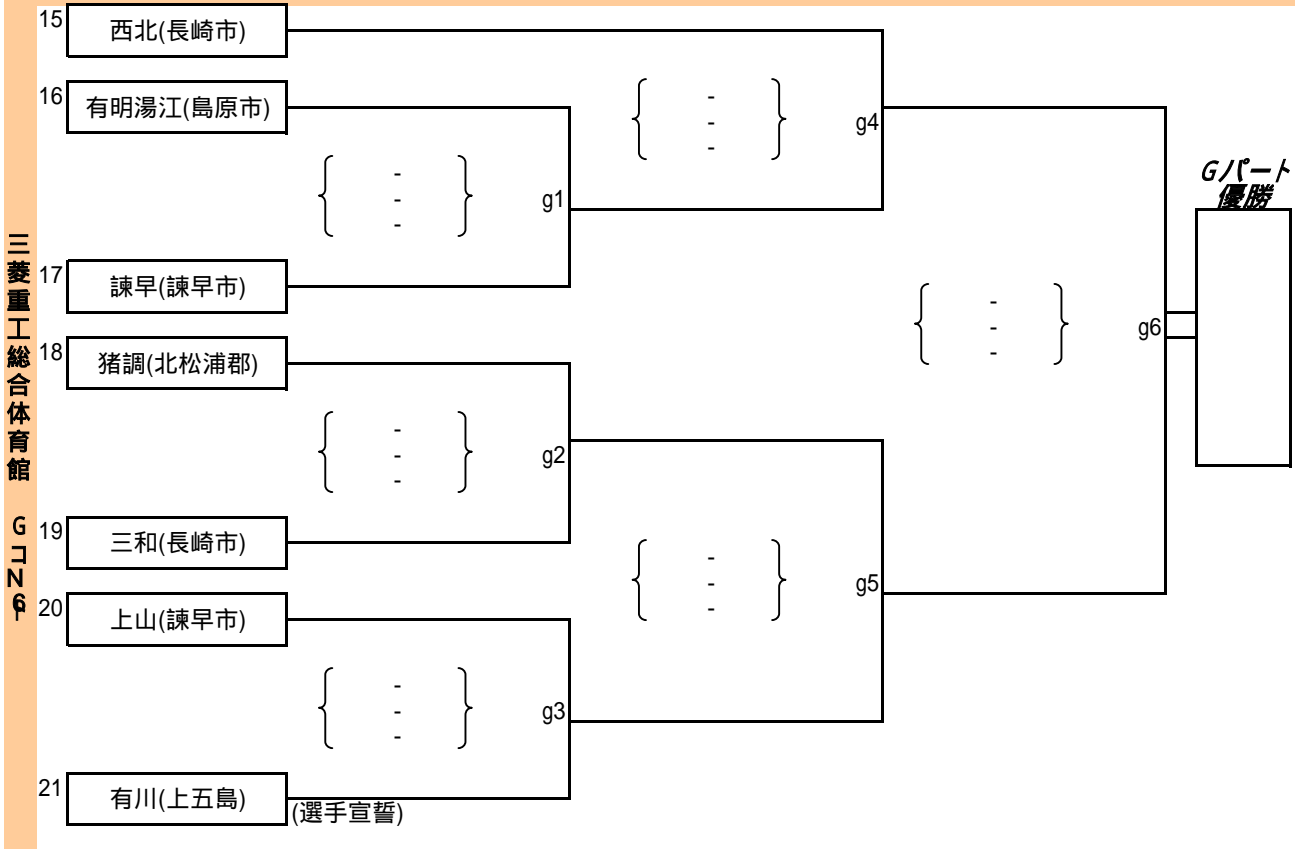 三菱重工総合体育館
15
西北(長崎市)
16
有明湯江(島原市)
-
-
-
g4
-
-
-
g1
Gパート
優勝
17
諫早(諫早市)
-
-
-
g6
18
猪調(北松浦郡)
-
-
-
g2
19
三和(長崎市)
-
-
-
g5
20
上山(諫早市)
-
-
-
g3
21
有川(上五島)
(選手宣誓)